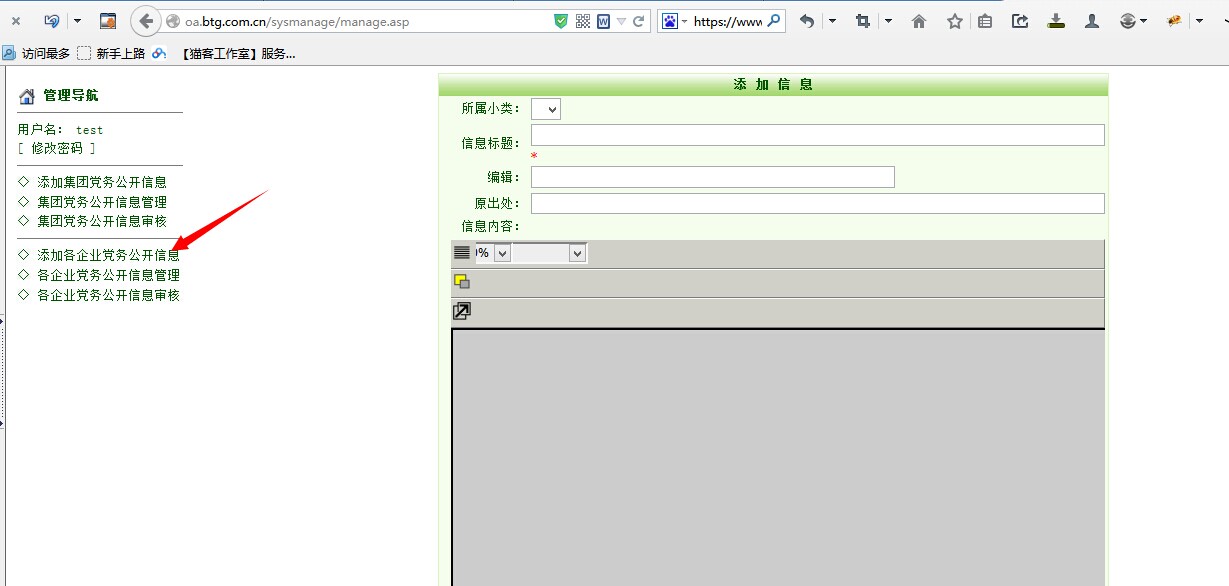 oa.btg.com.cn/sysmanage/manage.asp
https://www
访问最多 新手上路 【猫客工作室】服务...
管理导航
用户名： test
[ 修改密码 ]
◇ 添加集团党务公开信息
◇ 集团党务公开信息管理
◇ 集团党务公开信息审核
◇ 添加各企业党务公开信息
◇ 各企业党务公开信息管理
◇ 各企业党务公开信息审核
添 加 信 息
所属小类：
信息标题：
*
编辑：
原出处：
信息内容：
0%